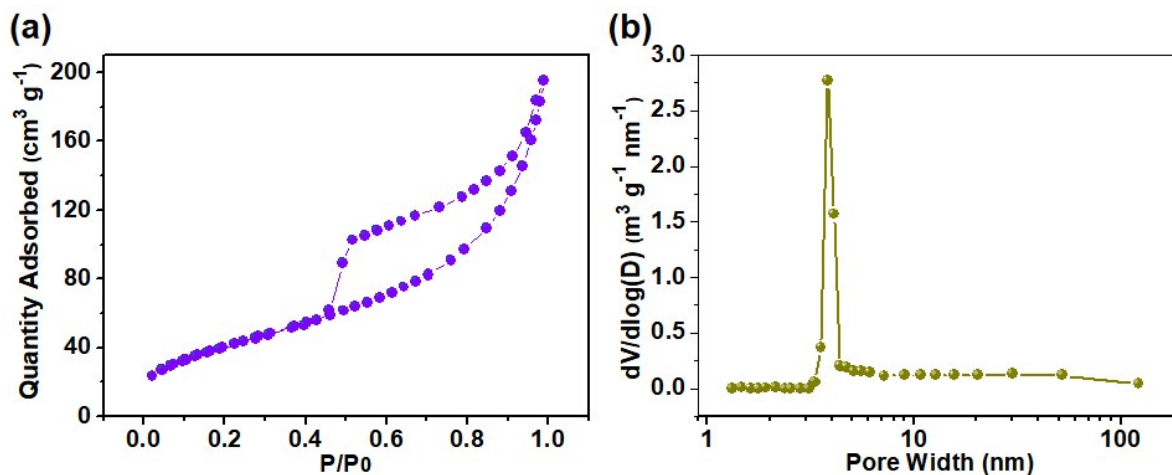 (a)
Quantity Adsorbed (cm³ g⁻¹)
200
160
120
80
40
0
0.0 0.2 0.4 0.6 0.8 1.0
P/P₀
(b)
dV/dlog(D) (m³ g⁻¹ nm⁻¹)
3.0
2.5
2.0
1.5
1.0
0.5
0.0
1 10 100
Pore Width (nm)